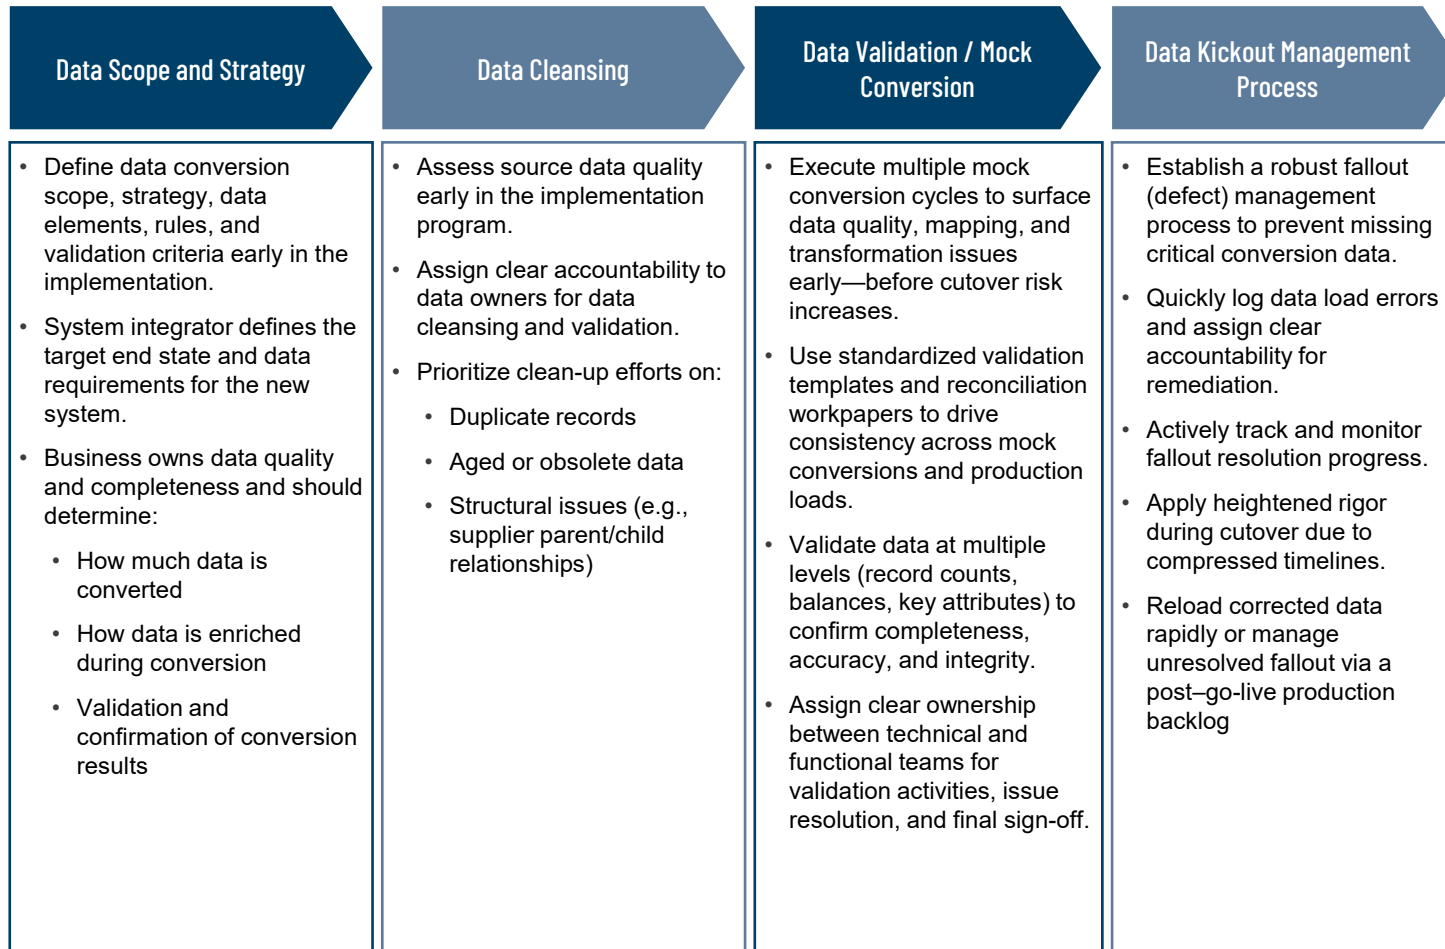 Data Scope and Strategy
Data Cleansing
Data Validation / Mock
Conversion
Data Kickout Management
Process
• Define data conversion
scope, strategy, data
elements, rules, and
validation criteria early in the
implementation.
• System integrator defines the
target end state and data
requirements for the new
system.
• Business owns data quality
and completeness and should
determine:
• How much data is
converted
• How data is enriched
during conversion
• Validation and
confirmation of conversion
results
• Assess source data quality
early in the implementation
program.
• Assign clear accountability to
data owners for data
cleansing and validation.
• Prioritize clean-up efforts on:
• Duplicate records
• Aged or obsolete data
• Structural issues (e.g.,
supplier parent/child
relationships)
• Execute multiple mock
conversion cycles to surface
data quality, mapping, and
transformation issues
early—before cutover risk
increases.
• Use standardized validation
templates and reconciliation
workpapers to drive
consistency across mock
conversions and production
loads.
• Validate data at multiple
levels (record counts,
balances, key attributes) to
confirm completeness,
accuracy, and integrity.
• Assign clear ownership
between technical and
functional teams for
validation activities, issue
resolution, and final sign-off.
• Establish a robust fallout
(defect) management
process to prevent missing
critical conversion data.
• Quickly log data load errors
and assign clear
accountability for
remediation.
• Actively track and monitor
fallout resolution progress.
• Apply heightened rigor
during cutover due to
compressed timelines.
• Reload corrected data
rapidly or manage
unresolved fallout via a
post–go-live production
backlog